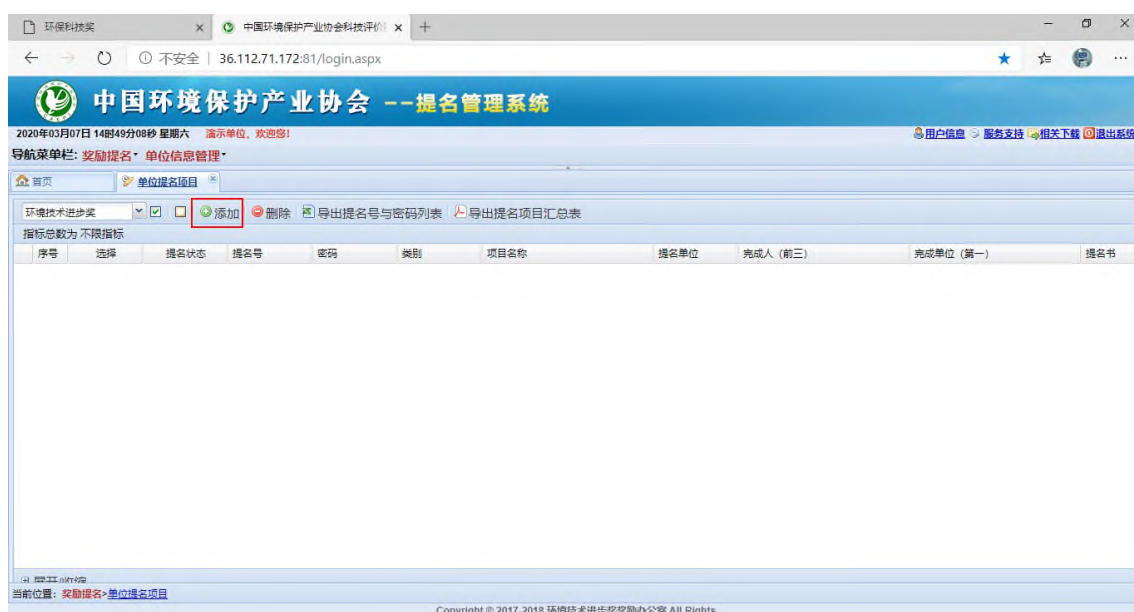 环保科技奖
中国环境保护产业协会科技评价
不安全 | 36.112.71.172:81/login.aspx
中国环境保护产业协会 --提名管理系统
2020年03月07日 14时49分08秒 星期六 演示单位, 欢迎您!
用户信息 服务支持 相关下载 退出系统
导航菜单栏: 奖励提名 单位信息管理
首页 单位提名项目
环境技术进步奖 添加 删除 导出提名号与密码列表 导出提名项目汇总表
指标总数为 不限指标
序号 选择 提名状态 提名号 密码 类别 项目名称 提名单位 完成人 (前三) 完成单位 (第一) 提名书
展开/收缩
当前位置: 奖励提名>单位提名项目
Copyright © 2017-2018 环境技术进步奖奖励办公室 All Rights